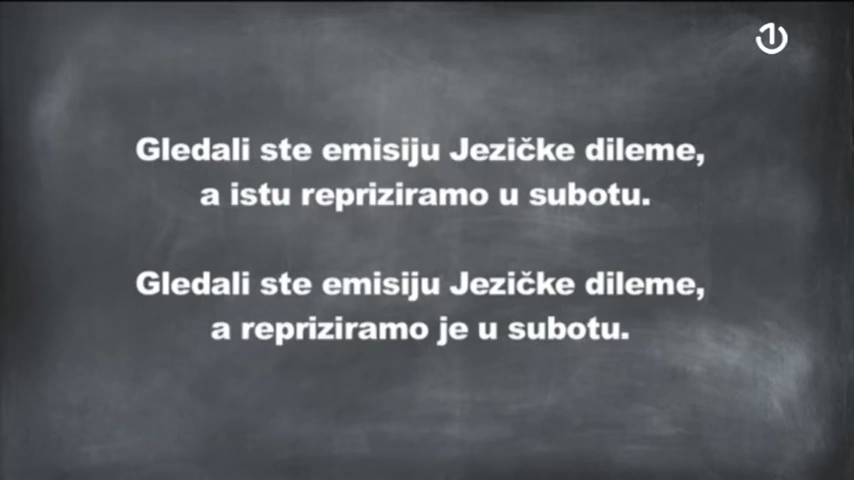 Gledali ste emisiju Jezičke dileme,
a istu repriziramo u subotu.
Gledali ste emisiju Jezičke dileme,
a repriziramo je u subotu.